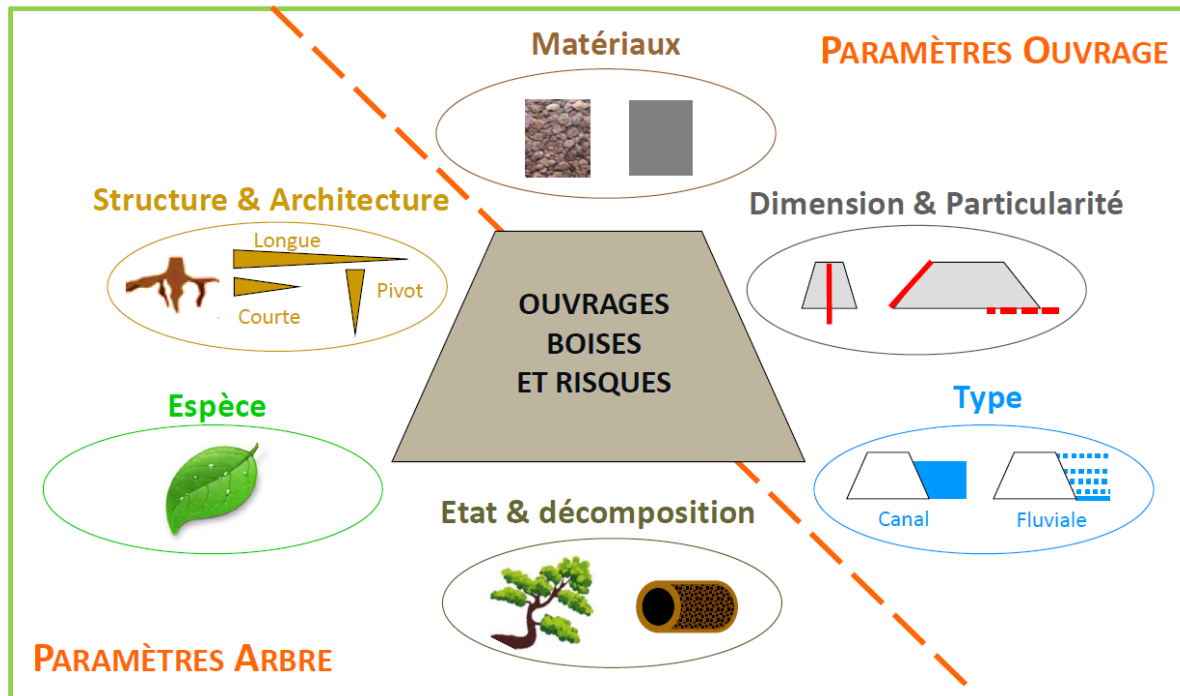 Matériaux
PARAMÈTRES OUVRAGE
Structure & Architecture
Longue
Pivot
Courte
Dimension & Particularité
OUVRAGES
BOISES
ET RISQUES
Espèce
Type
Canal
Fluviale
Etat & décomposition
PARAMÈTRES ARBRE